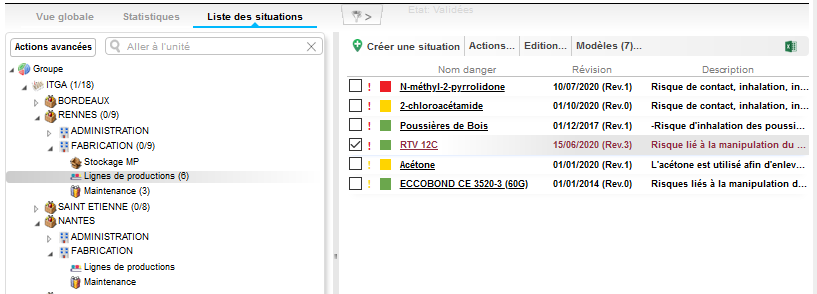 Vue globale Statistiques Liste des situations
Etat: Validées
>
Actions avancées Aller à l'unité
Groupe
ITGA (1/18)
BORDEAUX
RENNES (0/9)
ADMINISTRATION
FABRICATION (0/9)
Stockage MP
Lignes de productions (6)
Maintenance (3)
SAINT ETIENNE (0/8)
NANTES
ADMINISTRATION
FABRICATION
Lignes de productions
Maintenance
Créer une situation Actions... Edition... Modèles (7)...
Nom danger Révision Description
! N-méthyl-2-pyrrolidone 10/07/2020 (Rev.1) Risque de contact, inhalation, in...
! 2-chloroacétamide 01/10/2020 (Rev.0) Risque de contact, inhalation, in...
! Poussières de Bois 01/12/2017 (Rev.1) -Risque d'inhalation des poussi...
! RTV 12C 15/06/2020 (Rev.3) Risque lié à la manipulation du ...
! Acétone 01/01/2015 (Rev.1) L'acétone est utilisé afin d'enlev...
! ECCOBOND CE 3520-3 (60G) 01/01/2014 (Rev.0) Risques liés à la manipulation d...